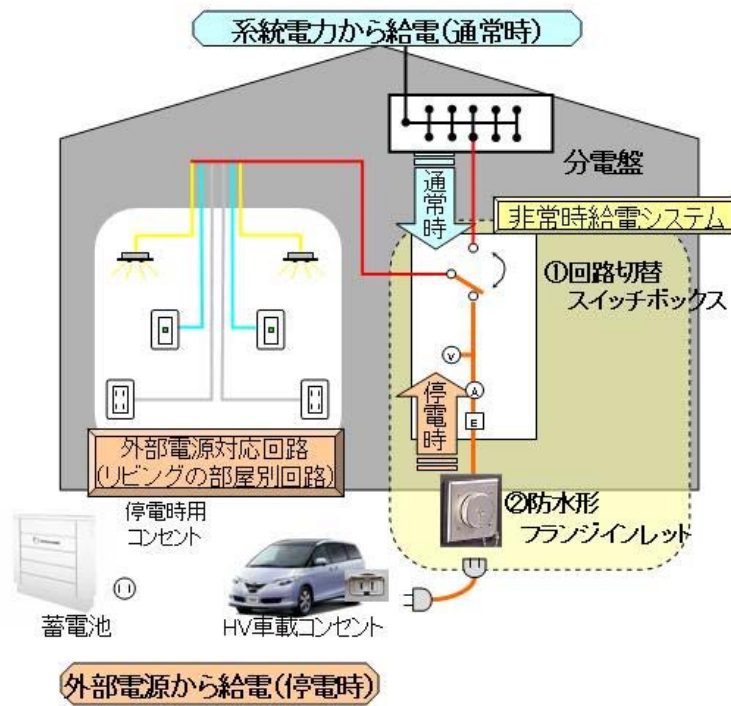 系統電力から給電(通常時)
分電盤
通常時
非常時給電システム
①回路切替
スイッチボックス
V
A
E
停電時
外部電源対応回路
(リビングの部屋別回路)
②防水形
フランジインレット
停電時用
コンセント
蓄電池
HV車載コンセント
外部電源から給電(停電時)